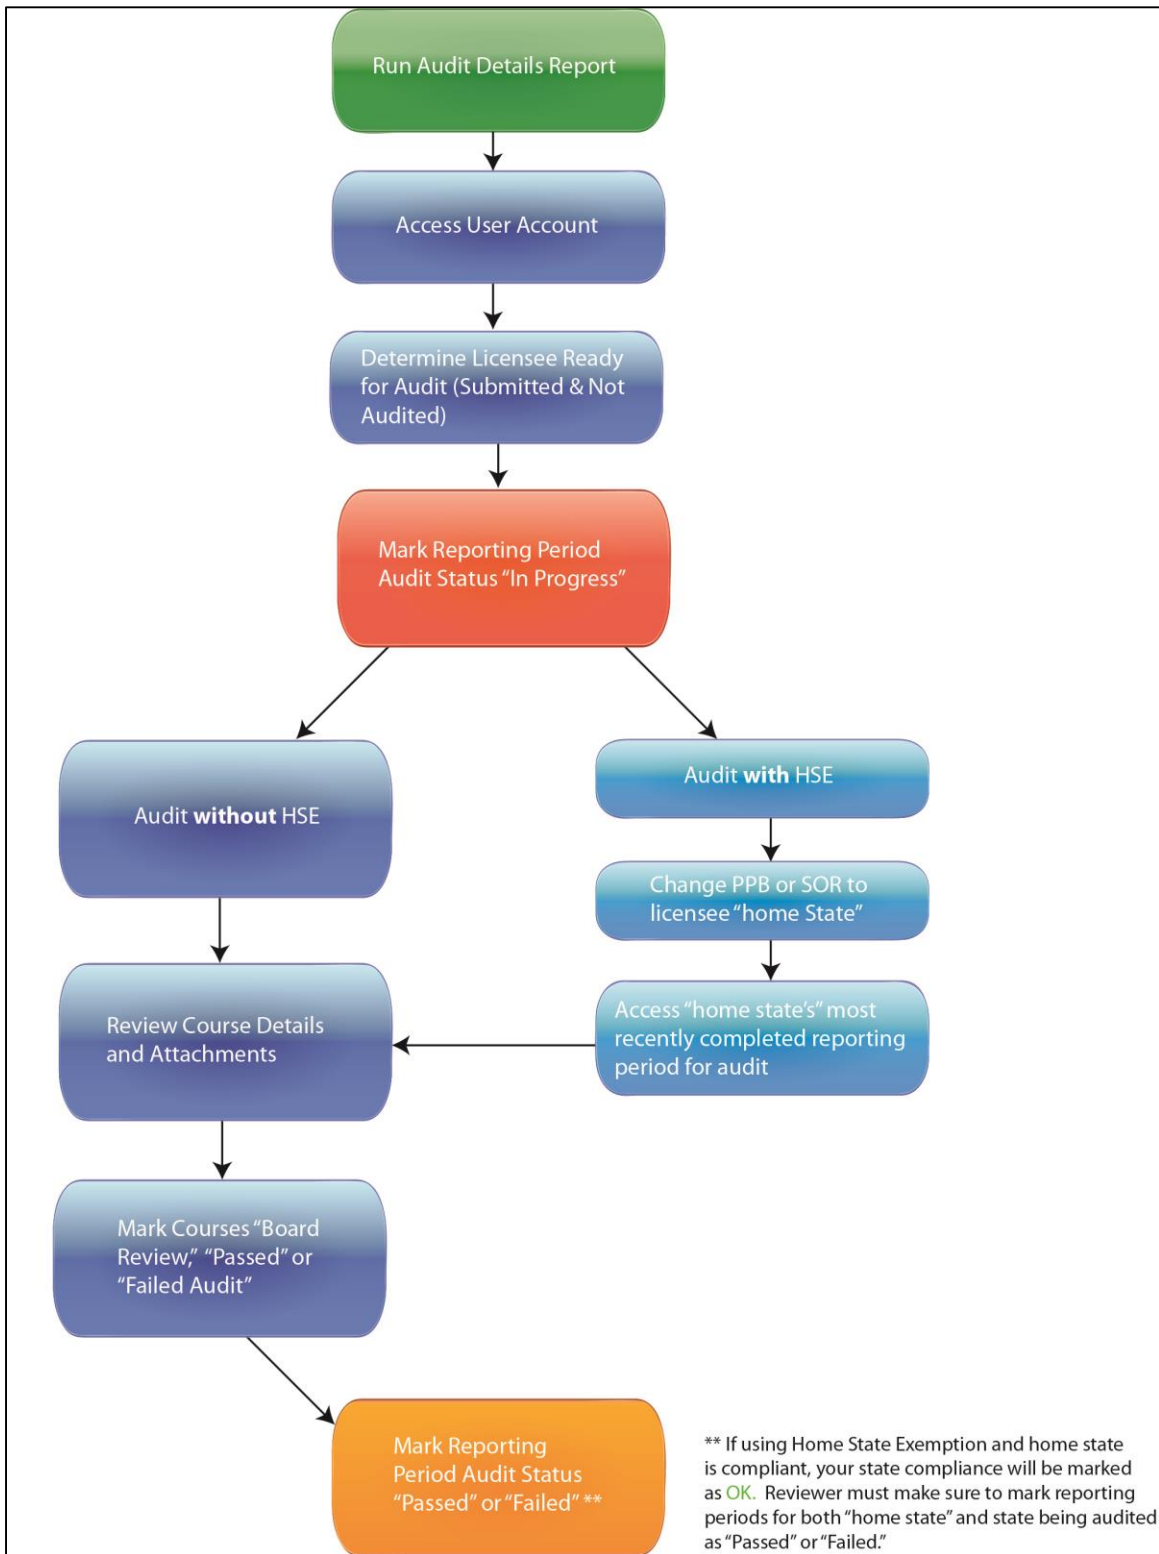 Run Audit Details Report
Access User Account
Determine Licensee Ready
for Audit (Submitted & Not
Audited)
Mark Reporting Period
Audit Status “In Progress”
Audit without HSE
Audit with HSE
Change PPB or SOR to
licensee “home State”
Access “home state’s” most
recently completed reporting
period for audit
Review Course Details
and Attachments
Mark Courses “Board
Review,” “Passed” or
“Failed Audit”
Mark Reporting
Period Audit Status
“Passed” or “Failed” **
** If using Home State Exemption and home state
is compliant, your state compliance will be marked
as OK. Reviewer must make sure to mark reporting
periods for both “home state” and state being audited
as “Passed” or “Failed.”